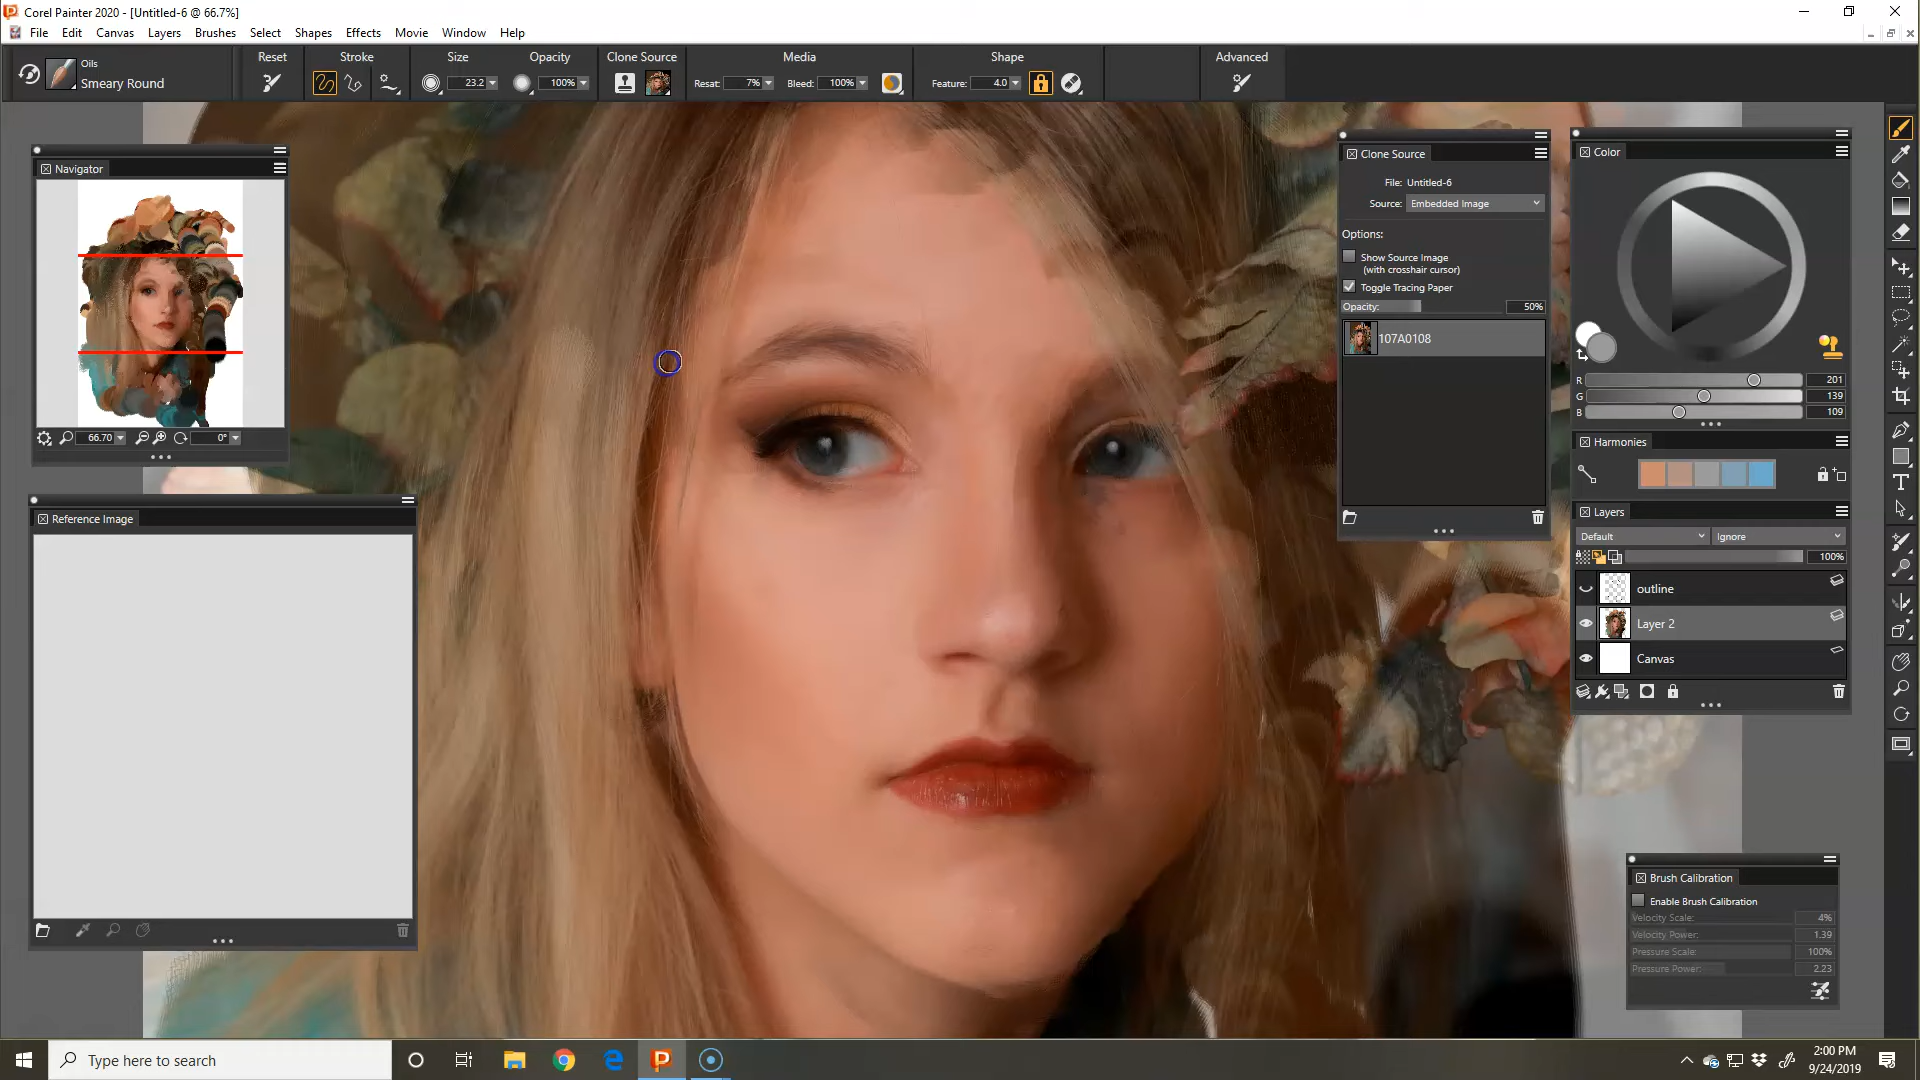 Corel Painter 2020 - [Untitled-6 @ 66.7%]
File Edit Canvas Layers Brushes Select Shapes Effects Movie Window Help
Oils
Smeary Round
Reset
Stroke
Size
23.2
Opacity
100%
Clone Source
Media
Resat: 7% Bleed: 100%
Shape
Feature: 4.0
Advanced
Navigator
66.70
0°
Reference Image
Clone Source
File: Untitled-6
Source: Embedded Image
Options:
Show Source Image
(with crosshair cursor)
Toggle Tracing Paper
Opacity: 50%
107A0108
Color
R 201
G 139
B 109
Harmonies
Layers
Default Ignore
100%
outline
Layer 2
Canvas
Brush Calibration
Enable Brush Calibration
Velocity Scale: 4%
Velocity Power: 1.39
Pressure Scale: 100%
Pressure Power: 2.23
Type here to search
2:00 PM
9/24/2019